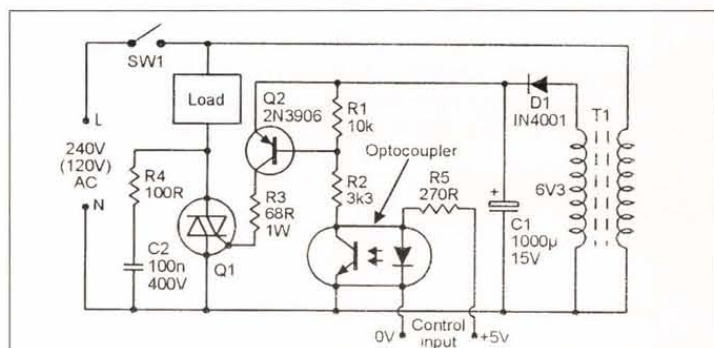 SW1
L
240V
(120V)
AC
N
Load
R4
100R
C2
100n
400V
Q1
Q2
2N3906
R3
68R
1W
R1
10k
R2
3k3
Optocoupler
R5
270R
D1
IN4001
T1
6V3
+
C1
1000µ
15V
0V
Control
input
+5V